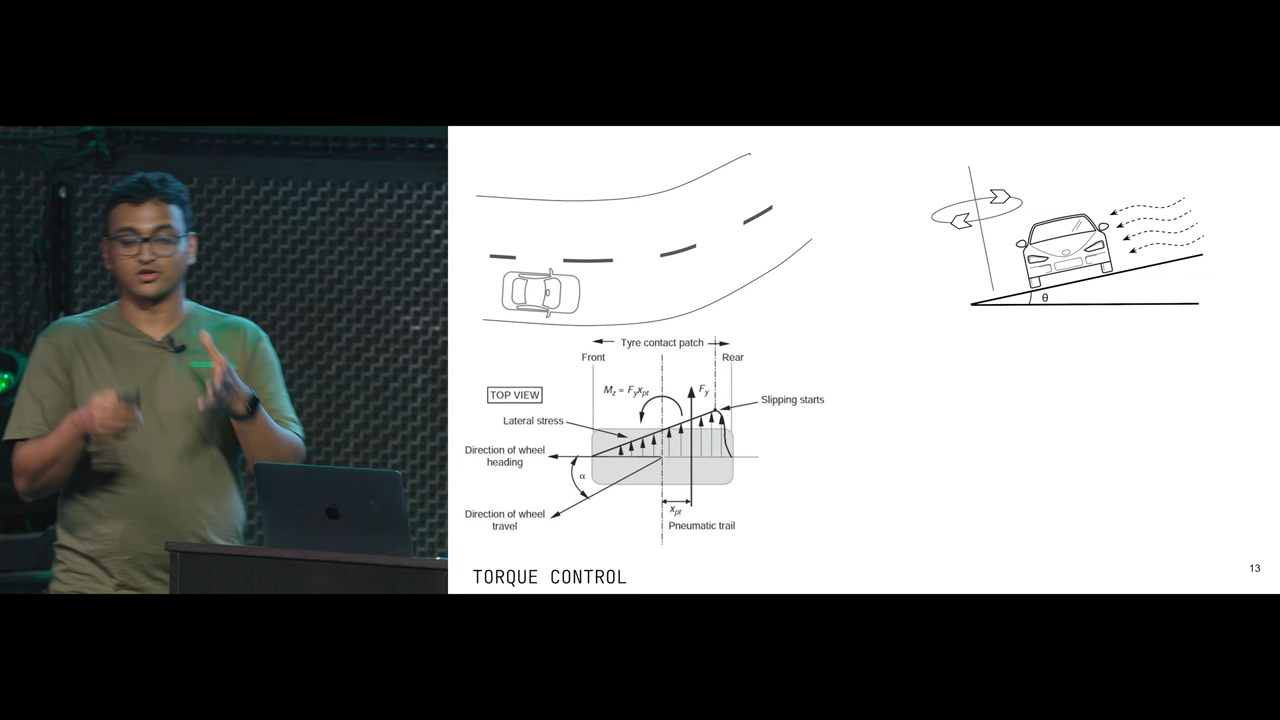 θ
Tyre contact patch
Front
Rear
M_z = F_y x_pt
F_y
TOP VIEW
Slipping starts
Lateral stress
Direction of wheel
heading
α
Direction of wheel
travel
x_pt
Pneumatic trail
TORQUE CONTROL
13